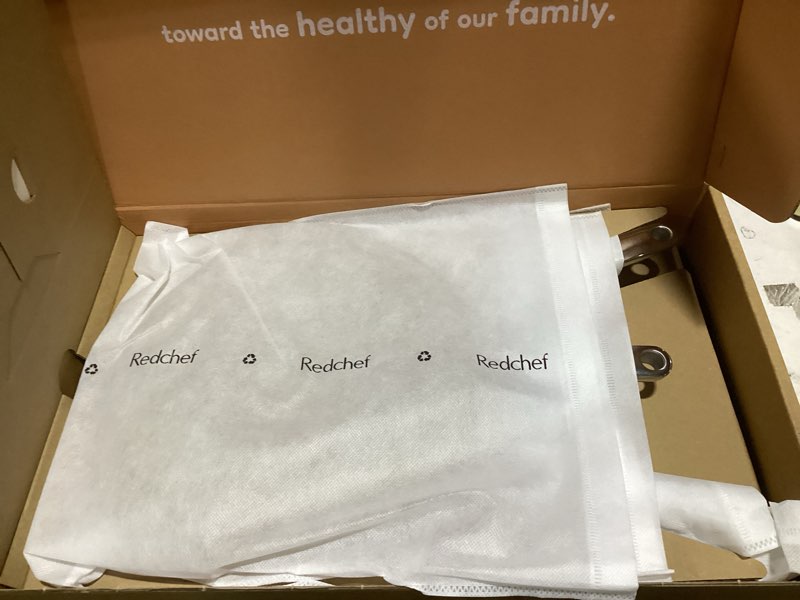 toward the healthy of our family.
Redchef Redchef Redchef